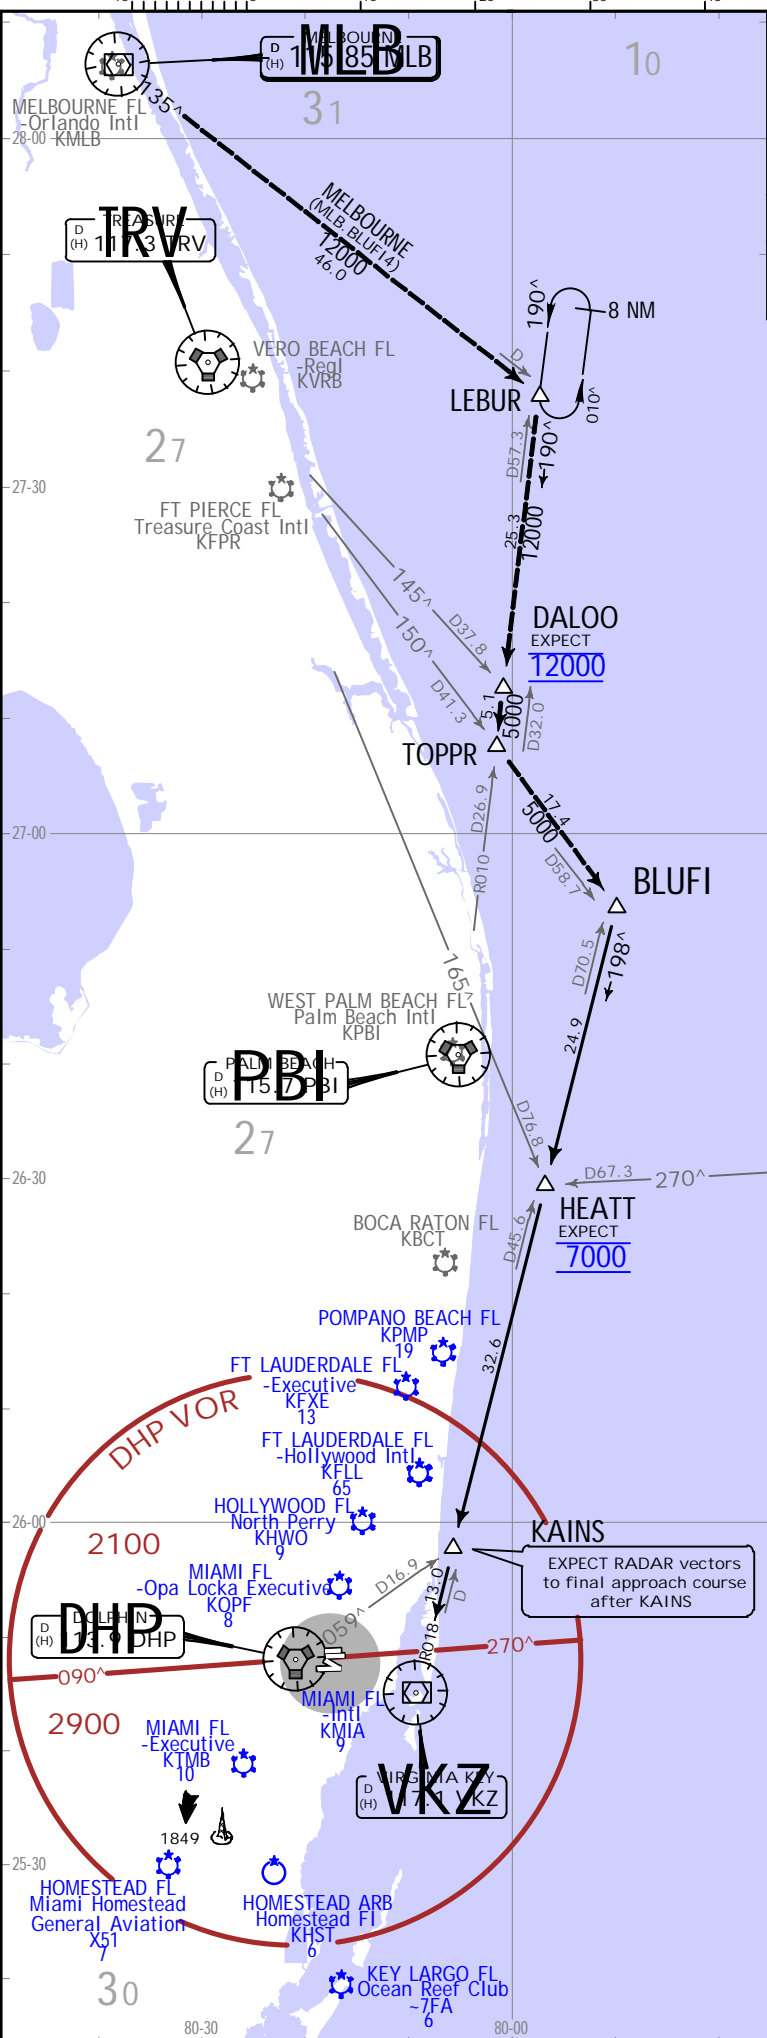 MELBOURNE
D
(H) 115.85 MLB
MLB
10
31
135^
MELBOURNE FL
-Orlando Intl
KMLB
28-00
MELBOURNE
(MLB.BLUFI4)
12000
46.0
TREASURE
D
(H) 117.3 TRV
TRV
190^
8 NM
010^
VERO BEACH FL
-Regl
KVRB
D
LEBUR
27
D57.3
190^
27-30
FT PIERCE FL
Treasure Coast Intl
KFPR
25.3
12000
145^
D37.8
150^
D41.3
DALOO
EXPECT
12000
5.1
5000
D32.0
TOPPR
D26.9
R010
17.4
5000
D58.7
27-00
BLUFI
D70.5
198^
165^
24.9
WEST PALM BEACH FL
Palm Beach Intl
KPBI
PALM BEACH
D
(H) 115.7 PBI
PBI
27
D76.8
26-30
D67.3
270^
HEATT
EXPECT
7000
D45.6
BOCA RATON FL
KBCT
32.6
POMPANO BEACH FL
KPMP
19
FT LAUDERDALE FL
-Executive
KFXE
13
DHP VOR
FT LAUDERDALE FL
-Hollywood Intl
KFLL
65
HOLLYWOOD FL
North Perry
KHWO
9
26-00
2100
KAINS
EXPECT RADAR vectors
to final approach course
after KAINS
MIAMI FL
-Opa Locka Executive
KOPF
8
D16.9
059^
13.0
D
R018
DOLPHIN
D
(H) 113.9 DHP
DHP
270^
090^
MIAMI FL
-Intl
KMIA
9
2900
MIAMI FL
-Executive
KTMB
10
VIRGINIA KEY
D
(H) 117.1 VKZ
VKZ
1849
25-30
HOMESTEAD FL
Miami Homestead
General Aviation
X51
7
HOMESTEAD ARB
Homestead Fl
KHST
6
30
KEY LARGO FL
Ocean Reef Club
~7FA
6
80-30
80-00